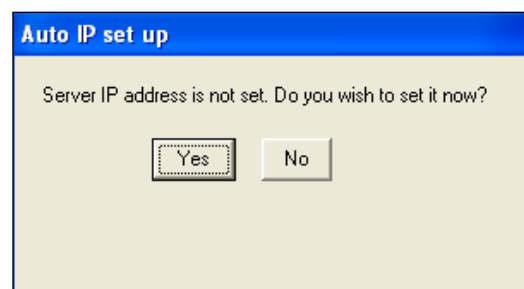 Auto IP set up
Server IP address is not set. Do you wish to set it now?
Yes No